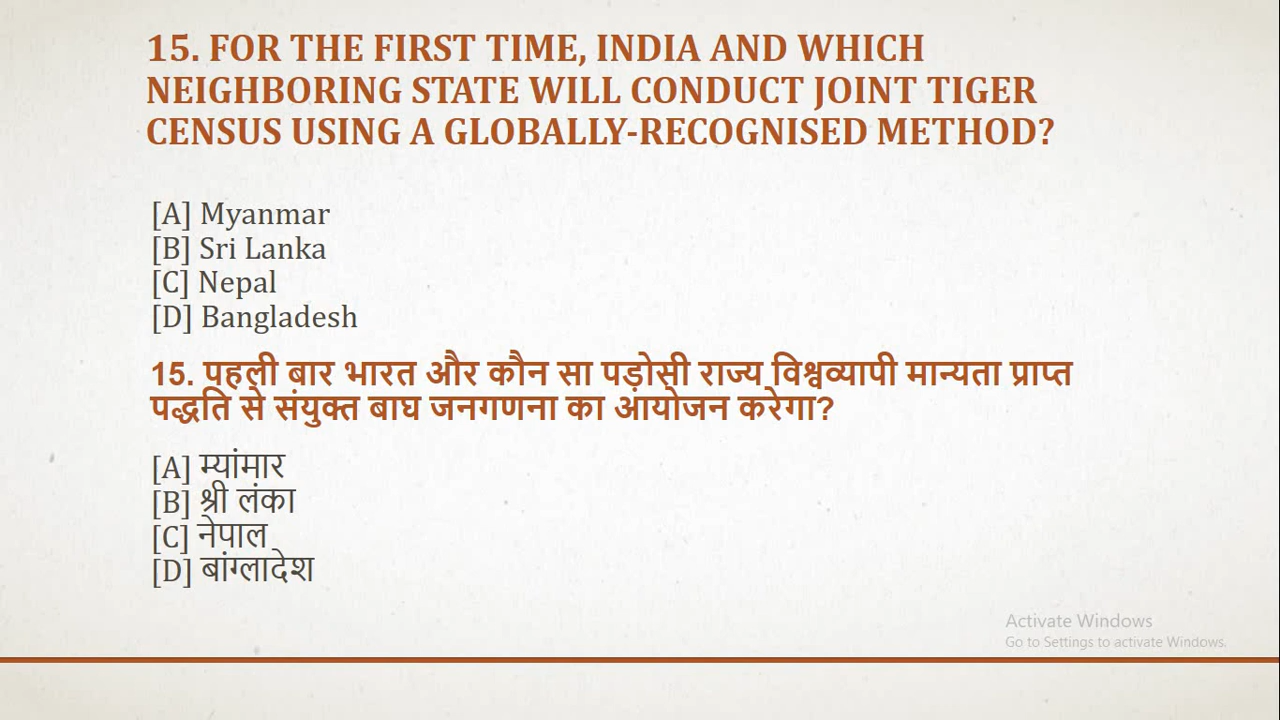 15. FOR THE FIRST TIME, INDIA AND WHICH
NEIGHBORING STATE WILL CONDUCT JOINT TIGER
CENSUS USING A GLOBALLY-RECOGNISED METHOD?
[A] Myanmar
[B] Sri Lanka
[C] Nepal
[D] Bangladesh
15. पहली बार भारत और कौन सा पड़ोसी राज्य विश्वव्यापी मान्यता प्राप्त
पद्धति से संयुक्त बाघ जनगणना का आयोजन करेगा?
[A] म्यांमार
[B] श्री लंका
[C] नेपाल
[D] बांग्लादेश
Activate Windows
Go to Settings to activate Windows.